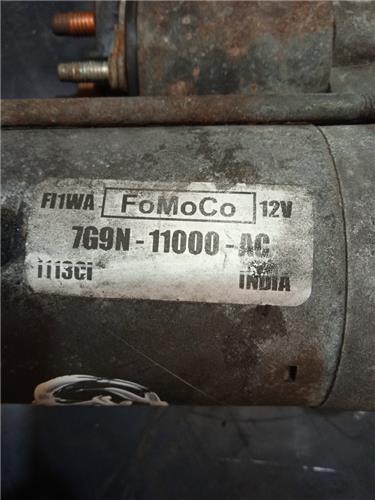 FI1WA FoMoCo 12V
7G9N - 11000 - AC
1113CI INDIA